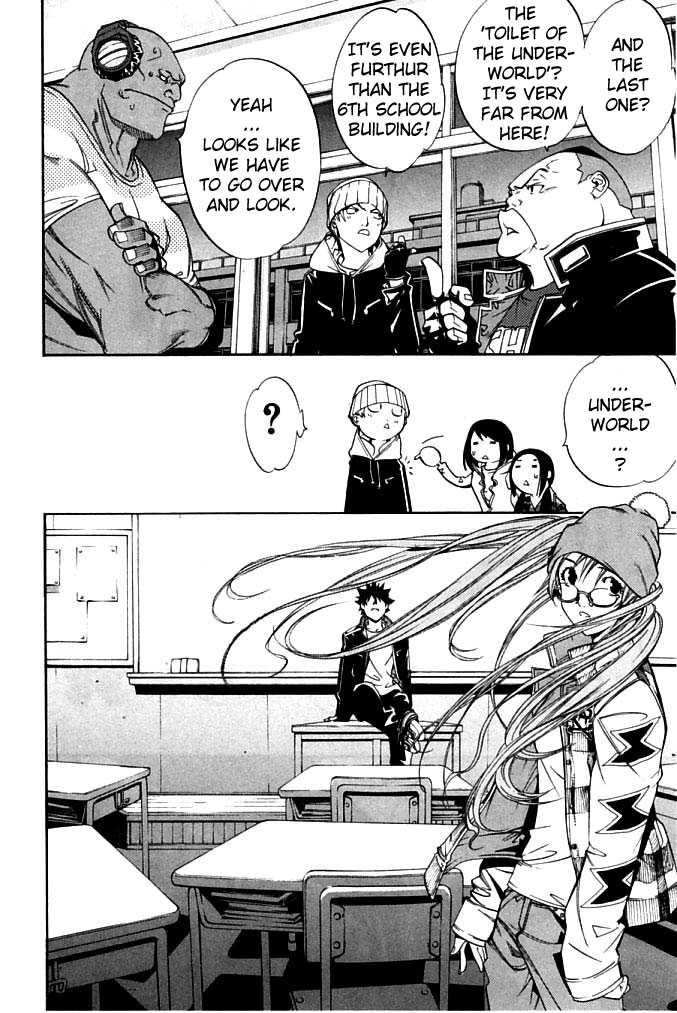 AND
THE
LAST
ONE?
THE
'TOILET OF
THE UNDER-
WORLD'?
IT'S VERY
FAR FROM
HERE!
IT'S EVEN
FURTHUR
THAN THE
6TH SCHOOL
BUILDING!
YEAH
...
LOOKS LIKE
WE HAVE
TO GO OVER
AND LOOK.
...
UNDER-
WORLD
...
?
?